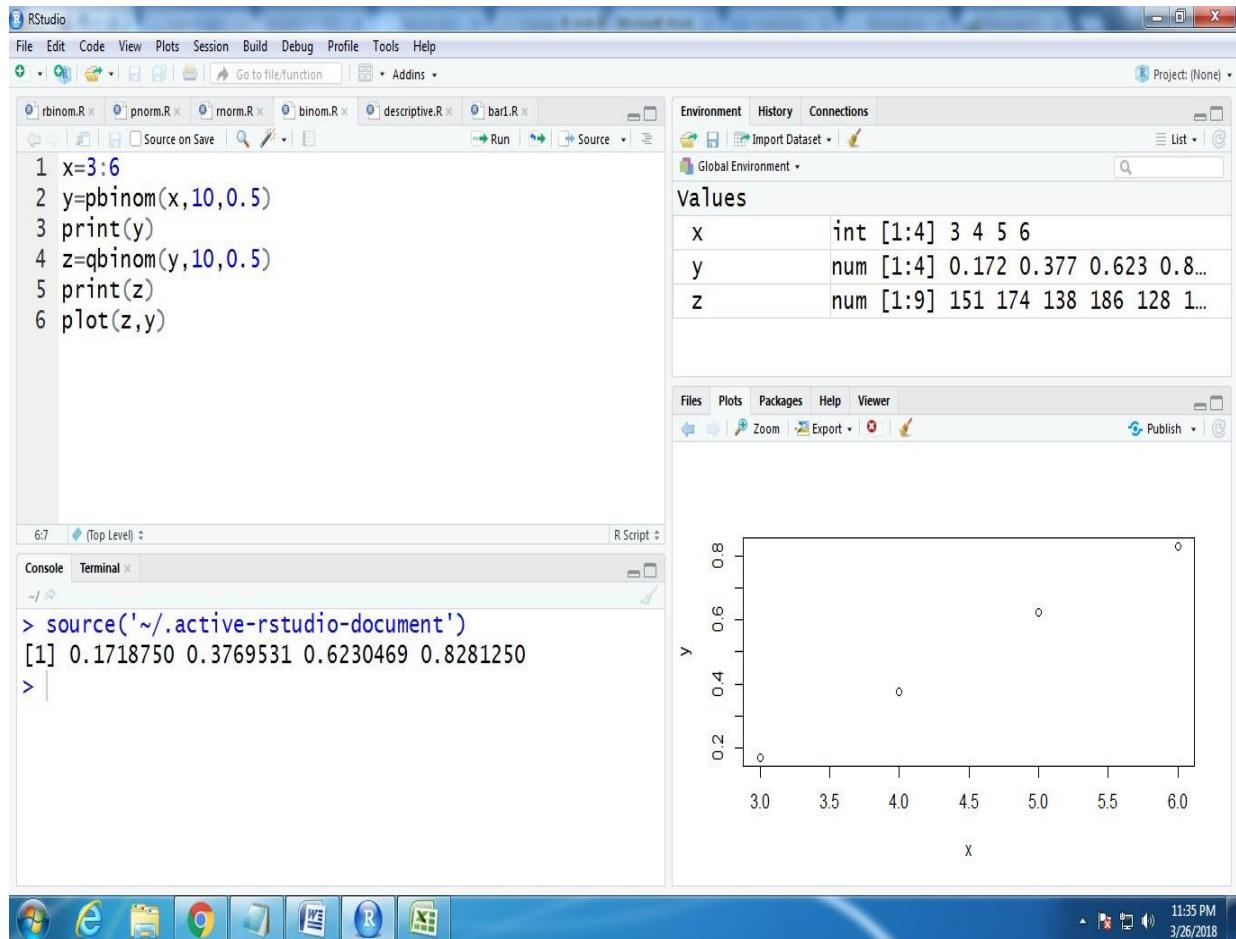 RStudio
File Edit Code View Plots Session Build Debug Profile Tools Help
Go to file/function Addins Project: (None)
rbinom.R pnorm.R rnorm.R binom.R descriptive.R bar1.R
Source on Save Run Source
1 x=3:6
2 y=pbinom(x,10,0.5)
3 print(y)
4 z=qbinom(y,10,0.5)
5 print(z)
6 plot(z,y)
6:7 (Top Level) R Script
Console Terminal
~/
> source('~/.active-rstudio-document')
[1] 0.1718750 0.3769531 0.6230469 0.8281250
>
Environment History Connections
Import Dataset List
Global Environment
Values
x int [1:4] 3 4 5 6
y num [1:4] 0.172 0.377 0.623 0.8...
z num [1:9] 151 174 138 186 128 1...
Files Plots Packages Help Viewer
Zoom Export Publish
0.8
0.6
0.4
0.2
y
3.0 3.5 4.0 4.5 5.0 5.5 6.0
x
11:35 PM
3/26/2018